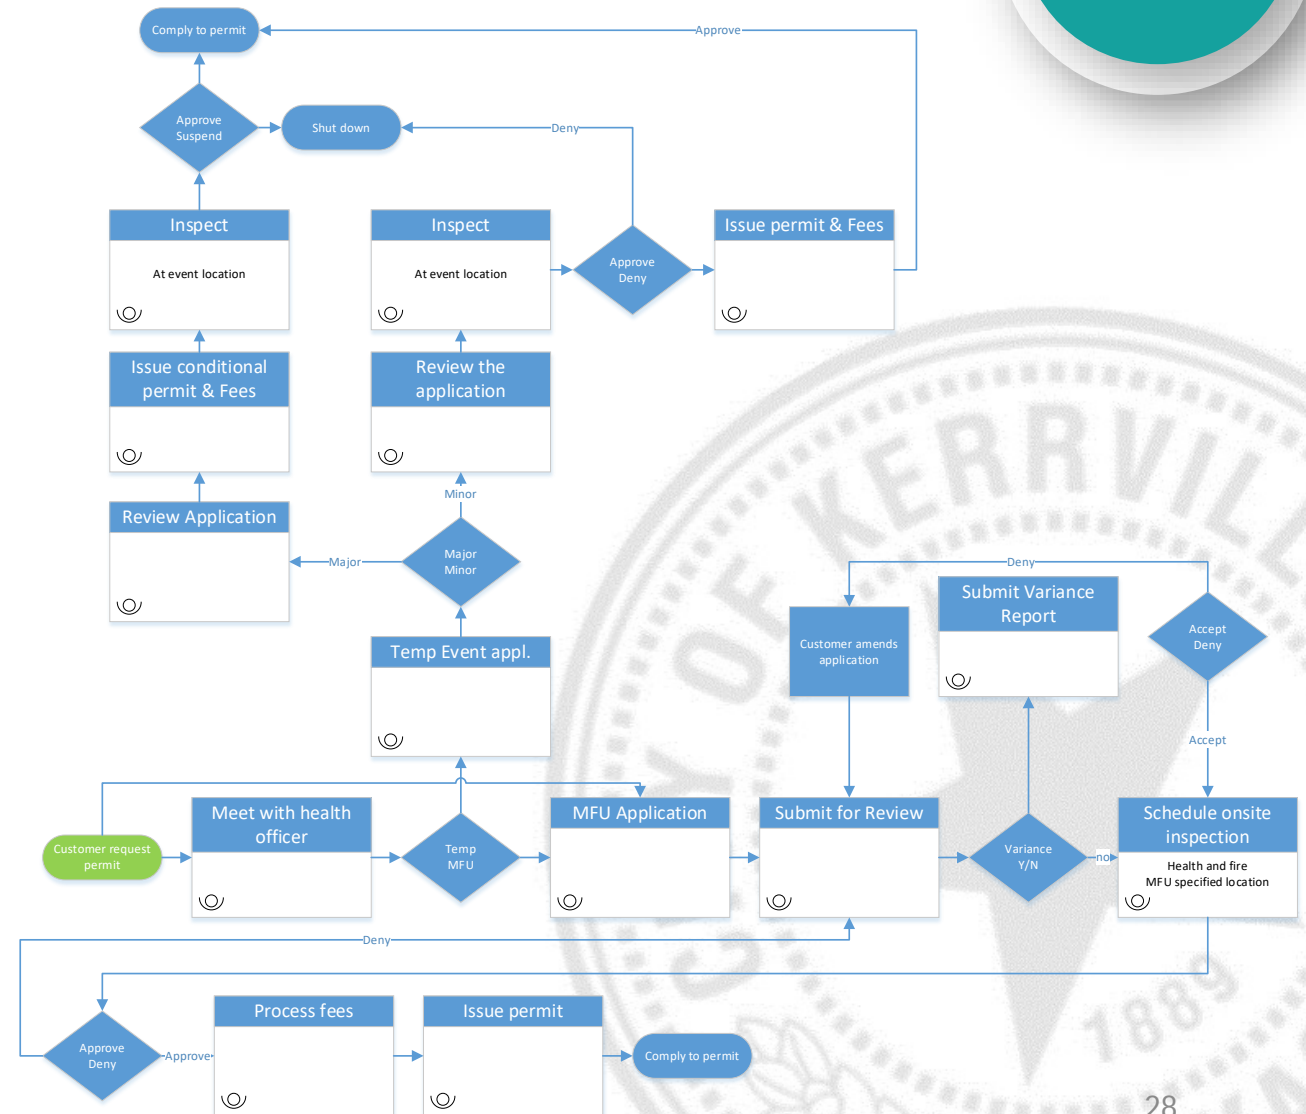 Comply to permit
Approve
Approve
Suspend
Shut down
Deny
Inspect
At event location
Inspect
At event location
Approve
Deny
Issue permit & Fees
Issue conditional
permit & Fees
Review the
application
Minor
Review Application
Major
Major
Minor
Deny
Submit Variance
Report
Customer amends
application
Accept
Deny
Temp Event appl.
Accept
Customer request
permit
Meet with health
officer
Temp
MFU
MFU Application
Submit for Review
Variance
Y/N
no
Schedule onsite
inspection
Health and fire
MFU specified location
Deny
Approve
Deny
Approve
Process fees
Issue permit
Comply to permit
CITY OF KERRVILL
1889
28